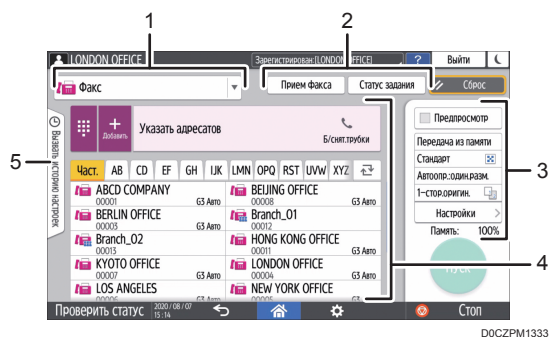 1
2
LONDON OFFICE
Зарегистрирован:[LONDON OFFICE]
?
Выйти
Факс
Прием факса
Статус задания
Сброс
Вызвать историю настроек
Добавить
Указать адресатов
Б/снят.трубки
Предпросмотр
Передача из памяти
Стандарт
Автоопр.:один.разм.
1-стор.оригин.
Настройки
Память: 100%
Пуск
3
5
Част.
AB
CD
EF
GH
IJK
LMN
OPQ
RST
UVW
XYZ
ABCD COMPANY
00001
G3 Авто
BEIJING OFFICE
00008
G3 Авто
BERLIN OFFICE
00003
G3 Авто
Branch_01
00012
Branch_02
00013
HONG KONG OFFICE
00011
G3 Авто
KYOTO OFFICE
00007
G3 Авто
LONDON OFFICE
00004
G3 Авто
LOS ANGELES
00006
G3 Авто
NEW YORK OFFICE
00005
G3
4
Проверить статус
2020/08/07
15:14
Стоп
D0CZPM1333